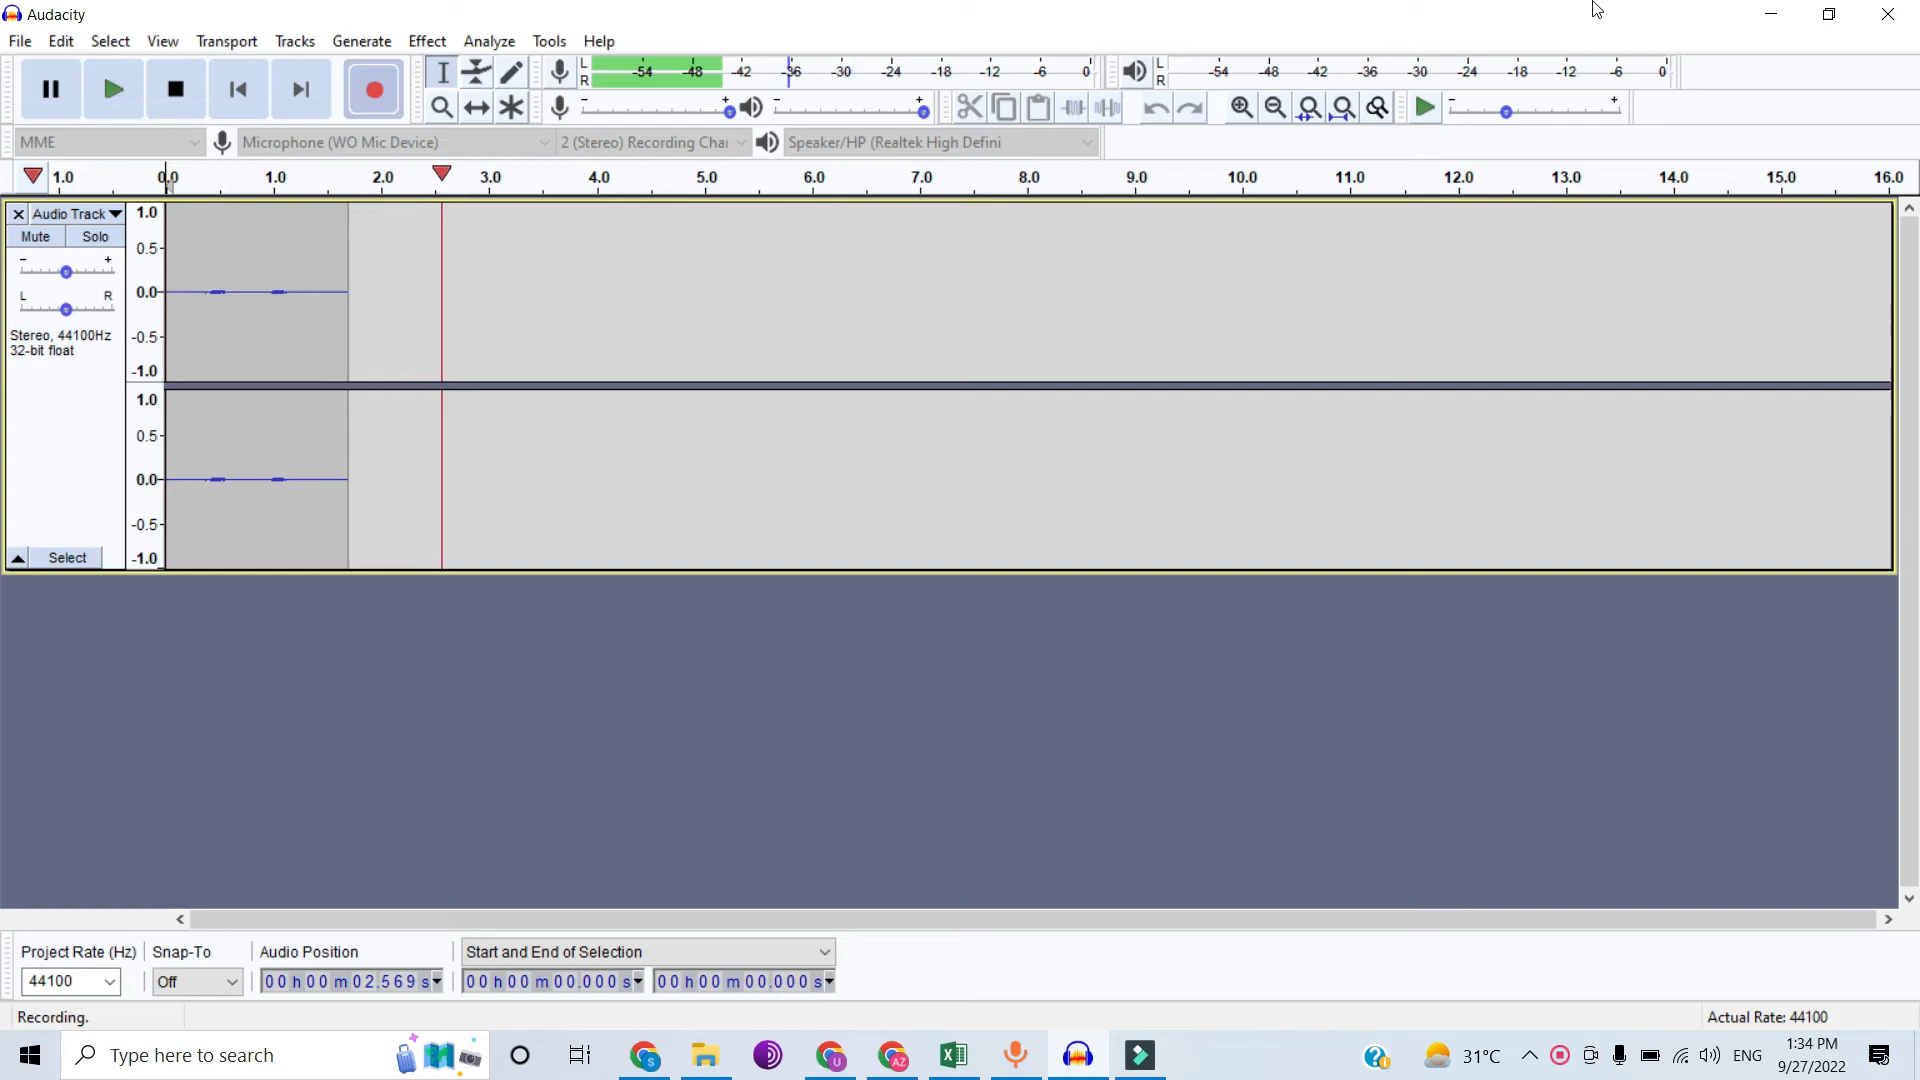 Audacity
File Edit Select View Transport Tracks Generate Effect Analyze Tools Help
L R -54 -48 -42 -36 -30 -24 -18 -12 -6 0
L R -54 -48 -42 -36 -30 -24 -18 -12 -6 0
- + - + - +
MME Microphone (WO Mic Device) 2 (Stereo) Recording Chai Speaker/HP (Realtek High Defini
1.0 0.0 1.0 2.0 3.0 4.0 5.0 6.0 7.0 8.0 9.0 10.0 11.0 12.0 13.0 14.0 15.0 16.0
Audio Track
Mute Solo
- +
L R
Stereo, 44100Hz
32-bit float
Select
1.0
0.5-
0.0-
-0.5-
-1.0
1.0
0.5-
0.0-
-0.5-
-1.0
Project Rate (Hz) Snap-To Audio Position Start and End of Selection
44100 Off 00 h 00 m 02.569 s 00 h 00 m 00.000 s 00 h 00 m 00.000 s
Recording. Actual Rate: 44100
Type here to search S U AZ 31°C ENG 1:34 PM
9/27/2022